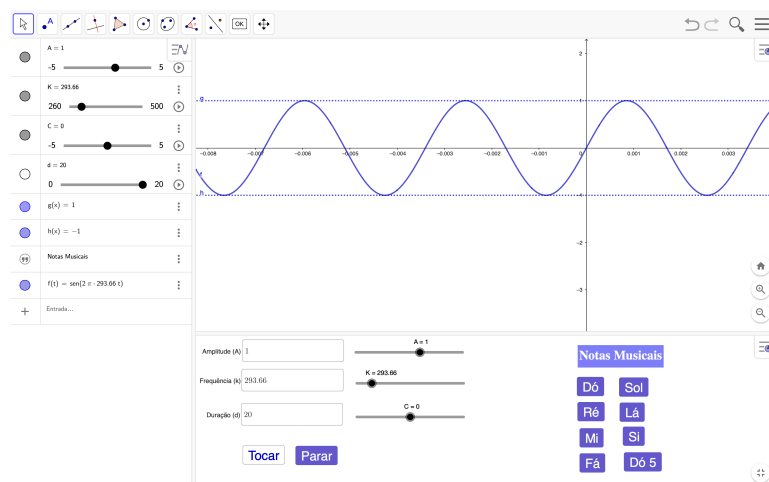 A
OK
A = 1
-5
5
K = 293.66
260
500
C = 0
-5
5
d = 20
0
20
g(x) = 1
h(x) = −1
Notas Musicais
f(t) = sen(2 π · 293.66 t)
Entrada...
2
g
1
−0.008
−0.007
−0.006
−0.005
−0.004
−0.003
−0.002
−0.001
0
0.001
0.002
0.003
f
h
−1
−2
−3
Amplitude (A)
1
A = 1
Frequência (k)
293.66
K = 293.66
Duração (d)
20
C = 0
Tocar
Parar
Notas Musicais
Dó
Sol
Ré
Lá
Mi
Si
Fá
Dó 5